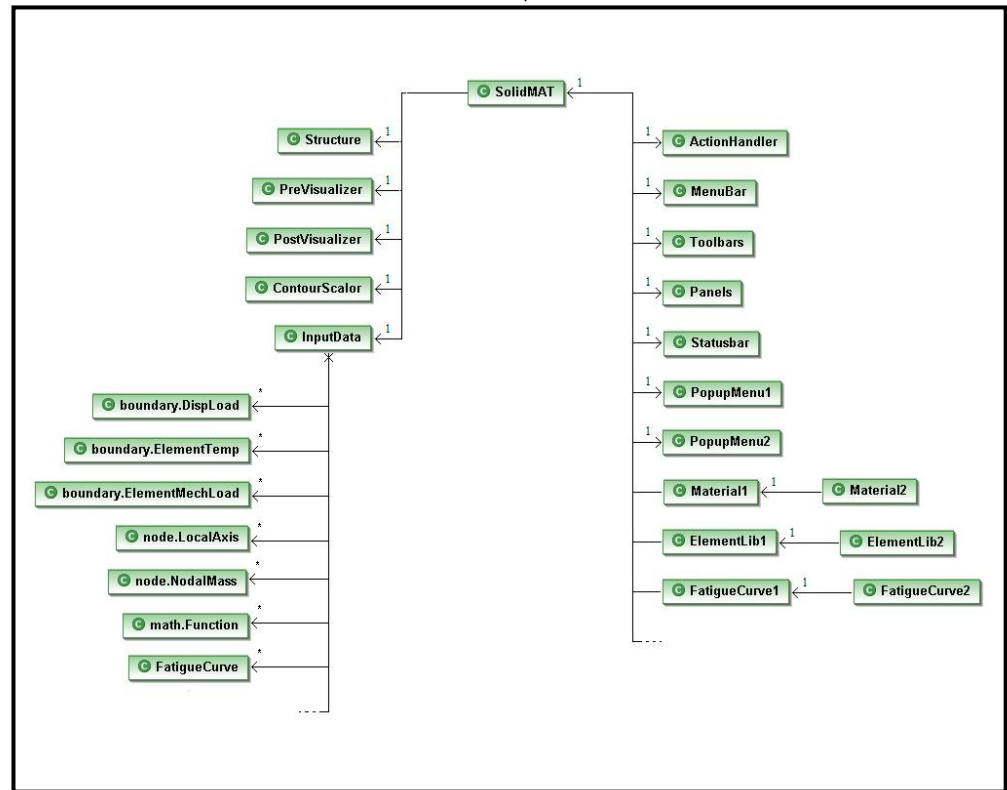 SolidMAT
1
Structure
1
PreVisualizer
1
PostVisualizer
1
ContourScalor
1
InputData
1
boundary.DispLoad
*
boundary.ElementTemp
*
boundary.ElementMechLoad
*
node.LocalAxis
*
node.NodalMass
*
math.Function
*
FatigueCurve
*
1
ActionHandler
1
MenuBar
1
Toolbars
1
Panels
1
Statusbar
1
PopupMenu1
1
PopupMenu2
Material1
1
Material2
ElementLib1
1
ElementLib2
FatigueCurve1
1
FatigueCurve2